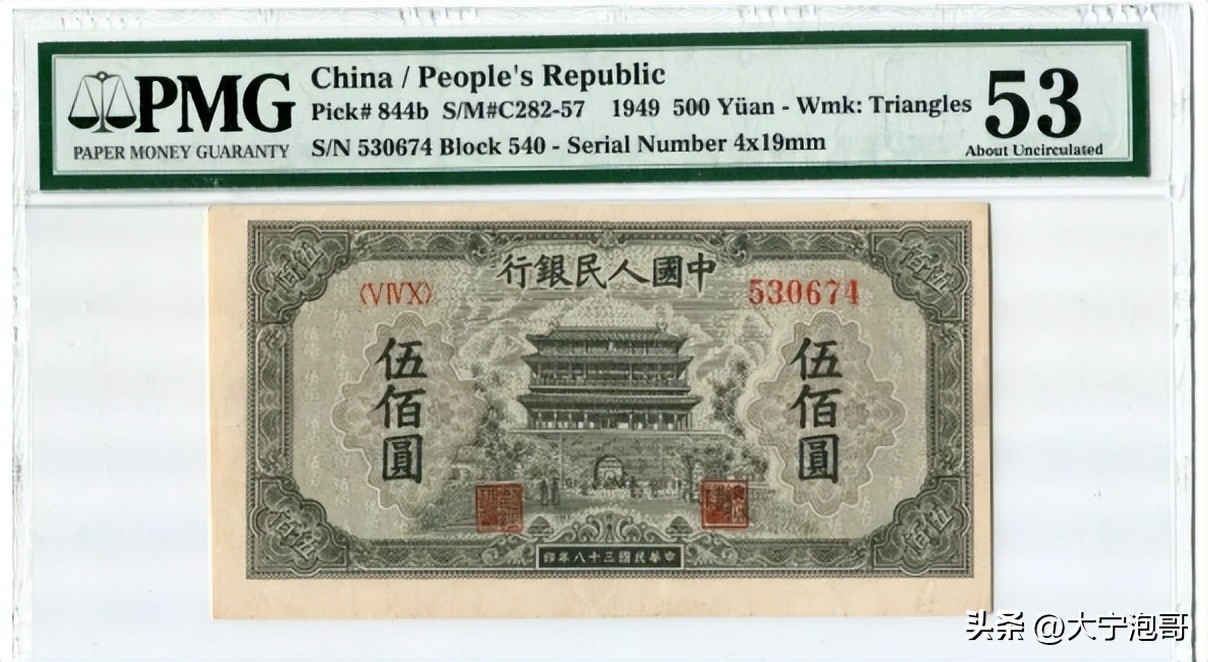 PMG
PAPER MONEY GUARANTY
China / People's Republic
Pick# 844b S/M#C282-57 1949 500 Yüan - Wmk: Triangles
S/N 530674 Block 540 - Serial Number 4x19mm
53
About Uncirculated
行銀民人國中
〈VIVX〉
530674
伍佰圓
伍佰圓
佰伍
佰伍
佰伍
佰伍
印年八十三國民華中
头条 @大宁泡哥